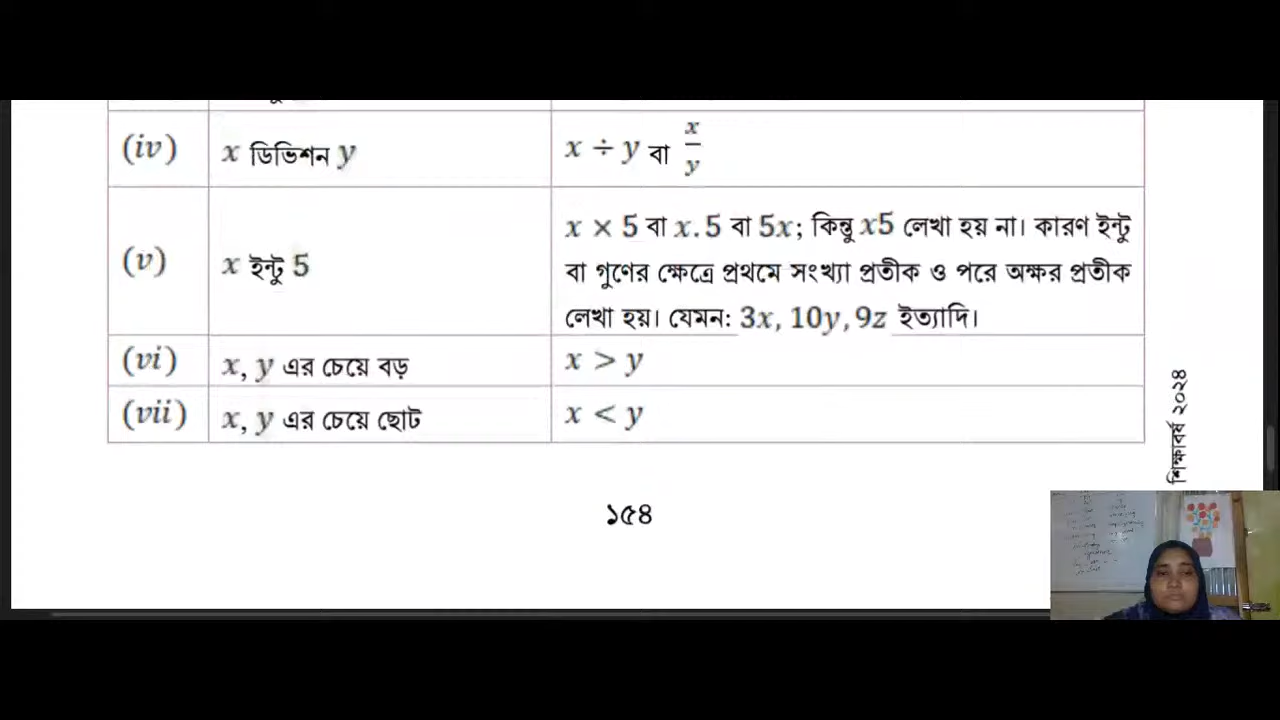 (iv) x ডিভিশন y x ÷ y বা x/y
(v) x ইন্টু 5 x × 5 বা x.5 বা 5x; কিন্তু x5 লেখা হয় না। কারণ ইন্টু
বা গুণের ক্ষেত্রে প্রথমে সংখ্যা প্রতীক ও পরে অক্ষর প্রতীক
লেখা হয়। যেমন: 3x, 10y, 9z ইত্যাদি।
(vi) x, y এর চেয়ে বড় x > y
(vii) x, y এর চেয়ে ছোট x < y
শিক্ষাবর্ষ ২০২৪
১৫৪